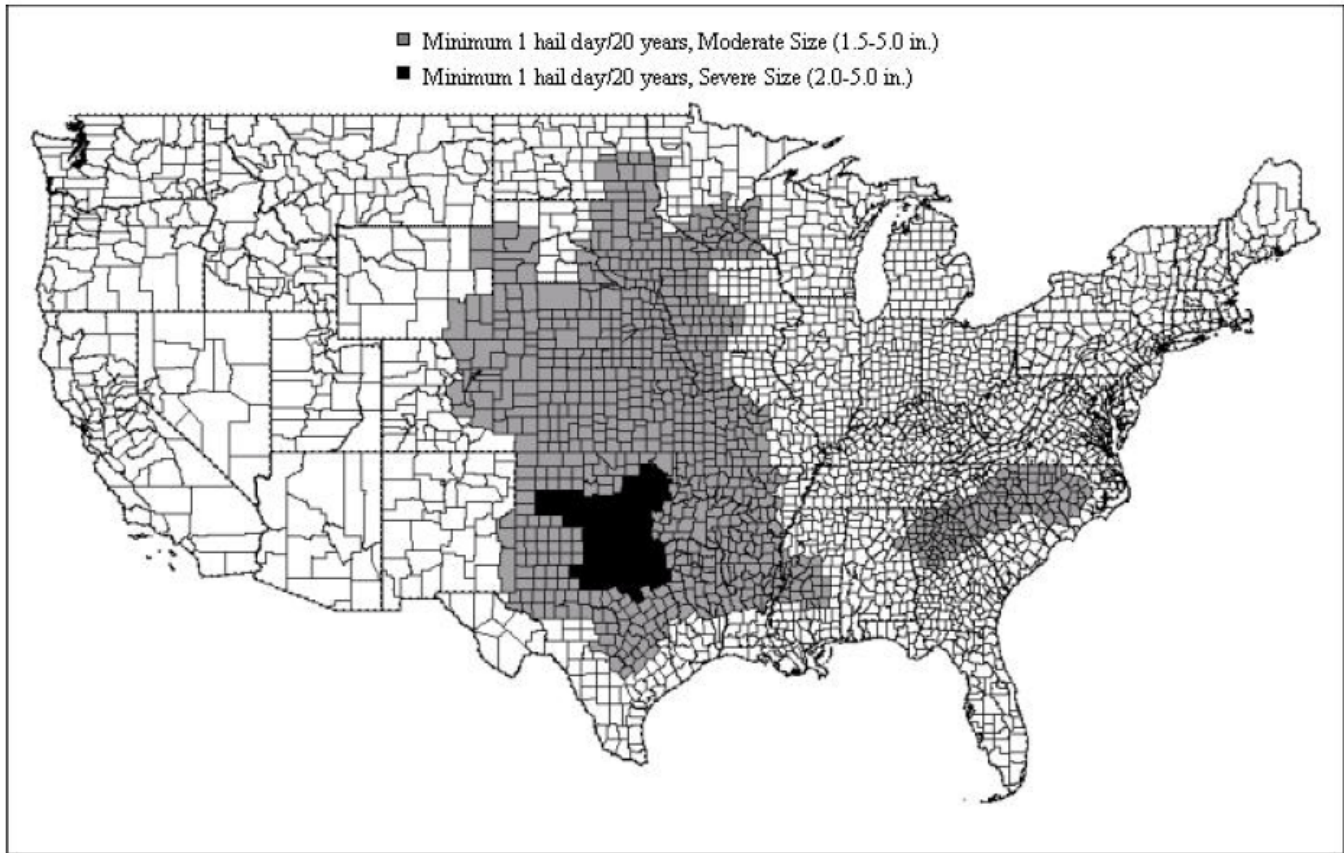 Minimum 1 hail day/20 years, Moderate Size (1.5-5.0 in.)
Minimum 1 hail day/20 years, Severe Size (2.0-5.0 in.)